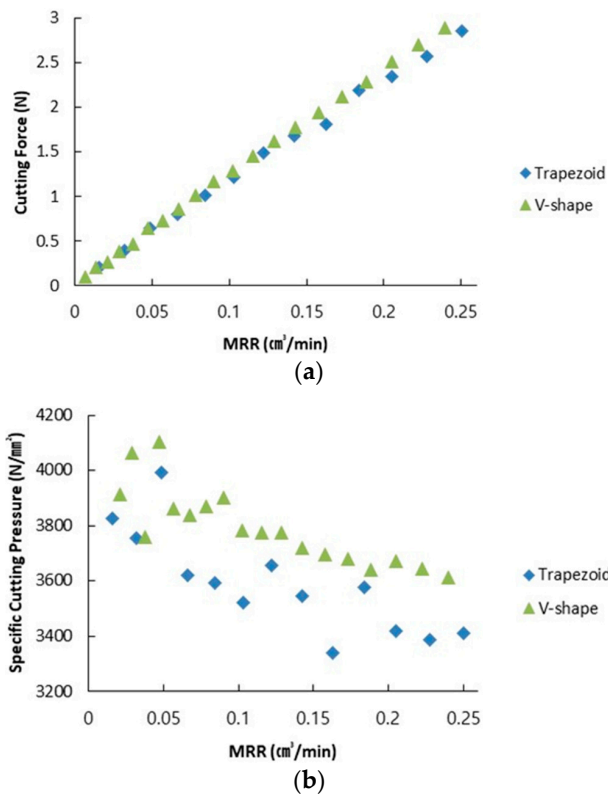 3
2.5
2
1.5
1
0.5
0
Cutting Force (N)
0 0.05 0.1 0.15 0.2 0.25
MRR (㎤/min)
Trapezoid
V-shape
(a)
4200
4000
3800
3600
3400
3200
Specific Cutting Pressure (N/㎟)
0 0.05 0.1 0.15 0.2 0.25
MRR (㎤/min)
Trapezoid
V-shape
(b)